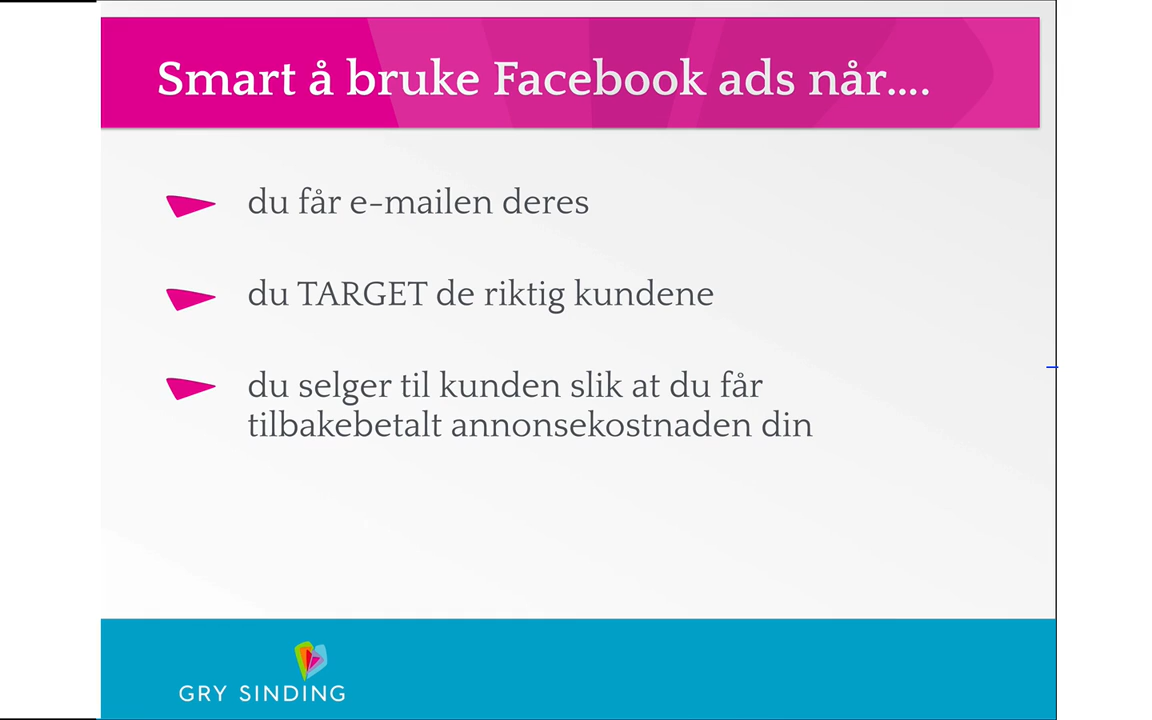 Smart å bruke Facebook ads når....
du får e-mailen deres
du TARGET de riktig kundene
du selger til kunden slik at du får
tilbakebetalt annonsekostnaden din
GRY SINDING